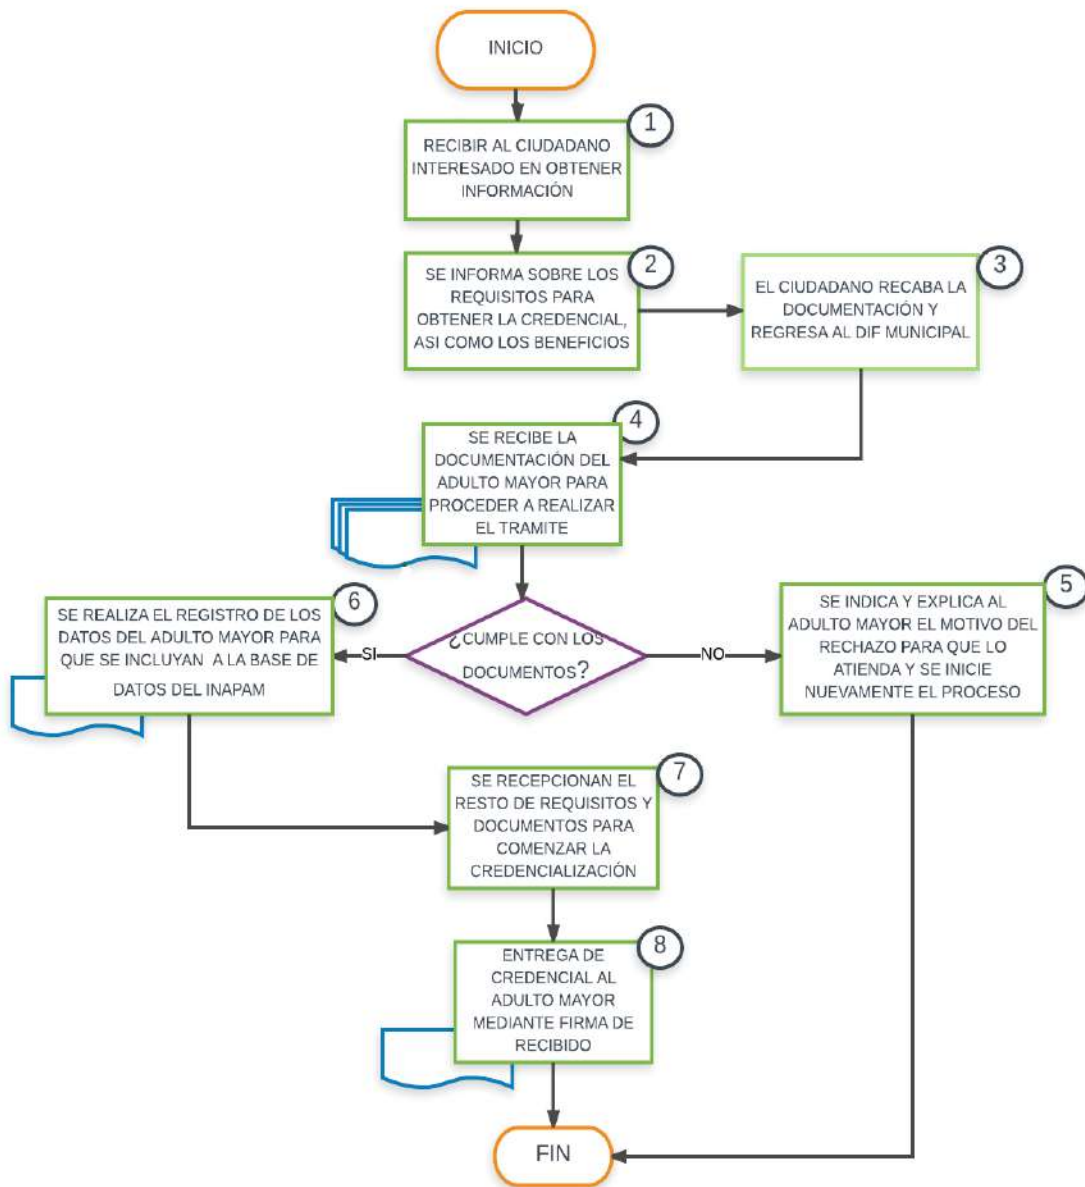 INICIO
1
RECIBIR AL CIUDADANO
INTERESADO EN OBTENER
INFORMACIÓN
2
SE INFORMA SOBRE LOS
REQUISITOS PARA
OBTENER LA CREDENCIAL,
ASI COMO LOS BENEFICIOS
3
EL CIUDADANO RECABA LA
DOCUMENTACIÓN Y
REGRESA AL DIF MUNICIPAL
4
SE RECIBE LA
DOCUMENTACIÓN DEL
ADULTO MAYOR PARA
PROCEDER A REALIZAR
EL TRAMITE
¿CUMPLE CON LOS
DOCUMENTOS?
NO
5
SE INDICA Y EXPLICA AL
ADULTO MAYOR EL MOTIVO DEL
RECHAZO PARA QUE LO
ATIENDA Y SE INICIE
NUEVAMENTE EL PROCESO
SI
6
SE REALIZA EL REGISTRO DE LOS
DATOS DEL ADULTO MAYOR PARA
QUE SE INCLUYAN A LA BASE DE
DATOS DEL INAPAM
7
SE RECEPCIONAN EL
RESTO DE REQUISITOS Y
DOCUMENTOS PARA
COMENZAR LA
CREDENCIALIZACIÓN
8
ENTREGA DE
CREDENCIAL AL
ADULTO MAYOR
MEDIANTE FIRMA DE
RECIBIDO
FIN